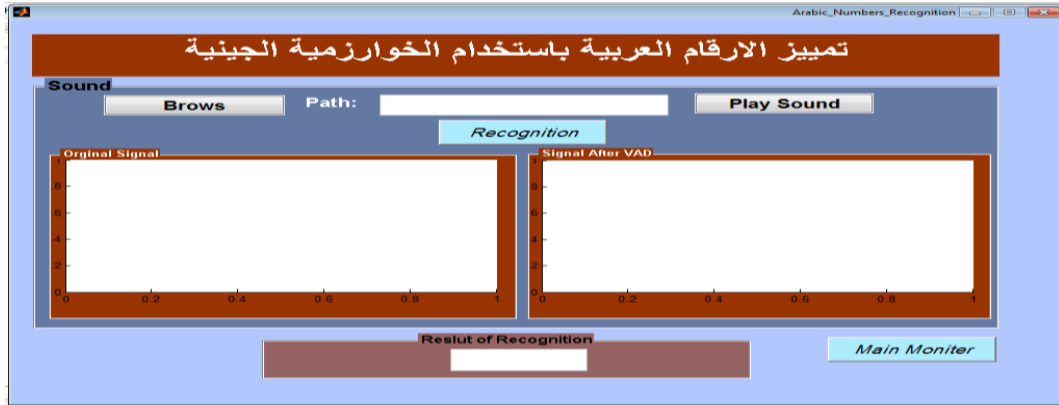 Arabic_Numbers_Recognition
تمييز الارقام العربية باستخدام الخوارزمية الجينية
Sound
Brows Path: Play Sound
Recognition
Orginal Signal Signal After VAD
1 1
.8 .8
.6 .6
.4 .4
.2 .2
0 0
0 0.2 0.4 0.6 0.8 1 0 0.2 0.4 0.6 0.8 1
Reslut of Recognition
Main Moniter